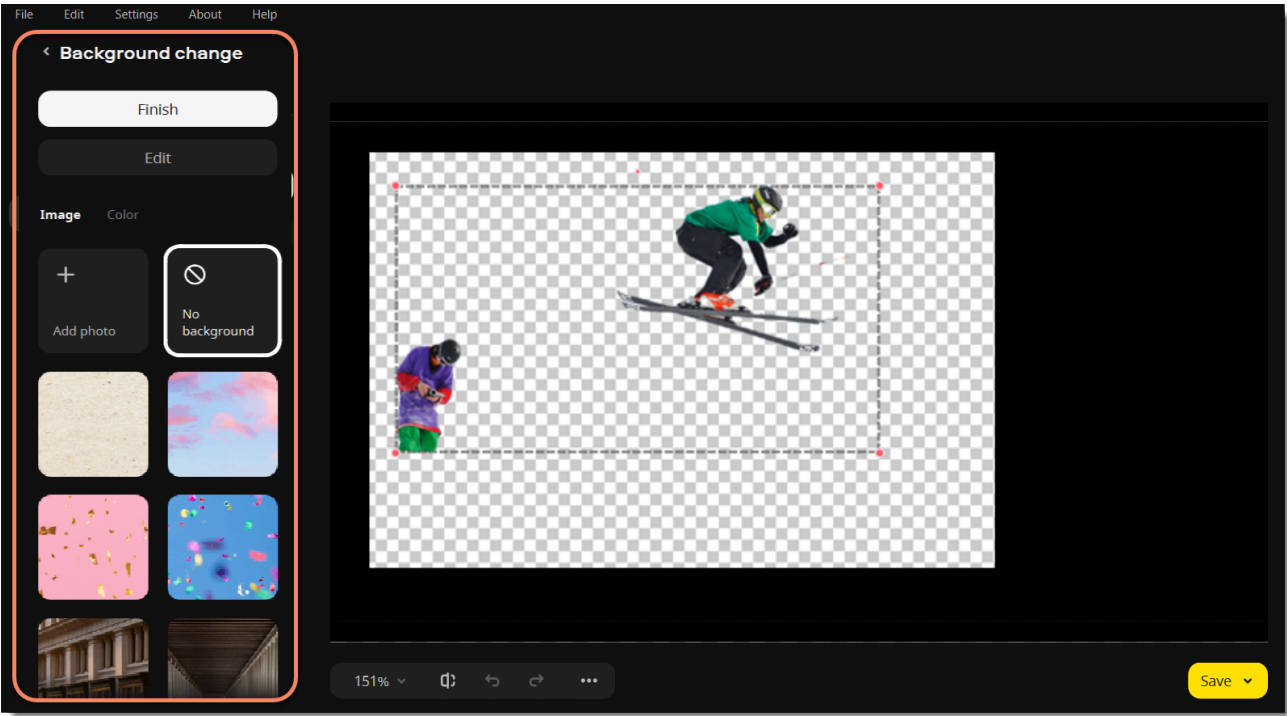 File Edit Settings About Help
Background change
Finish
Edit
Image Color
Add photo
No
background
151%
Save